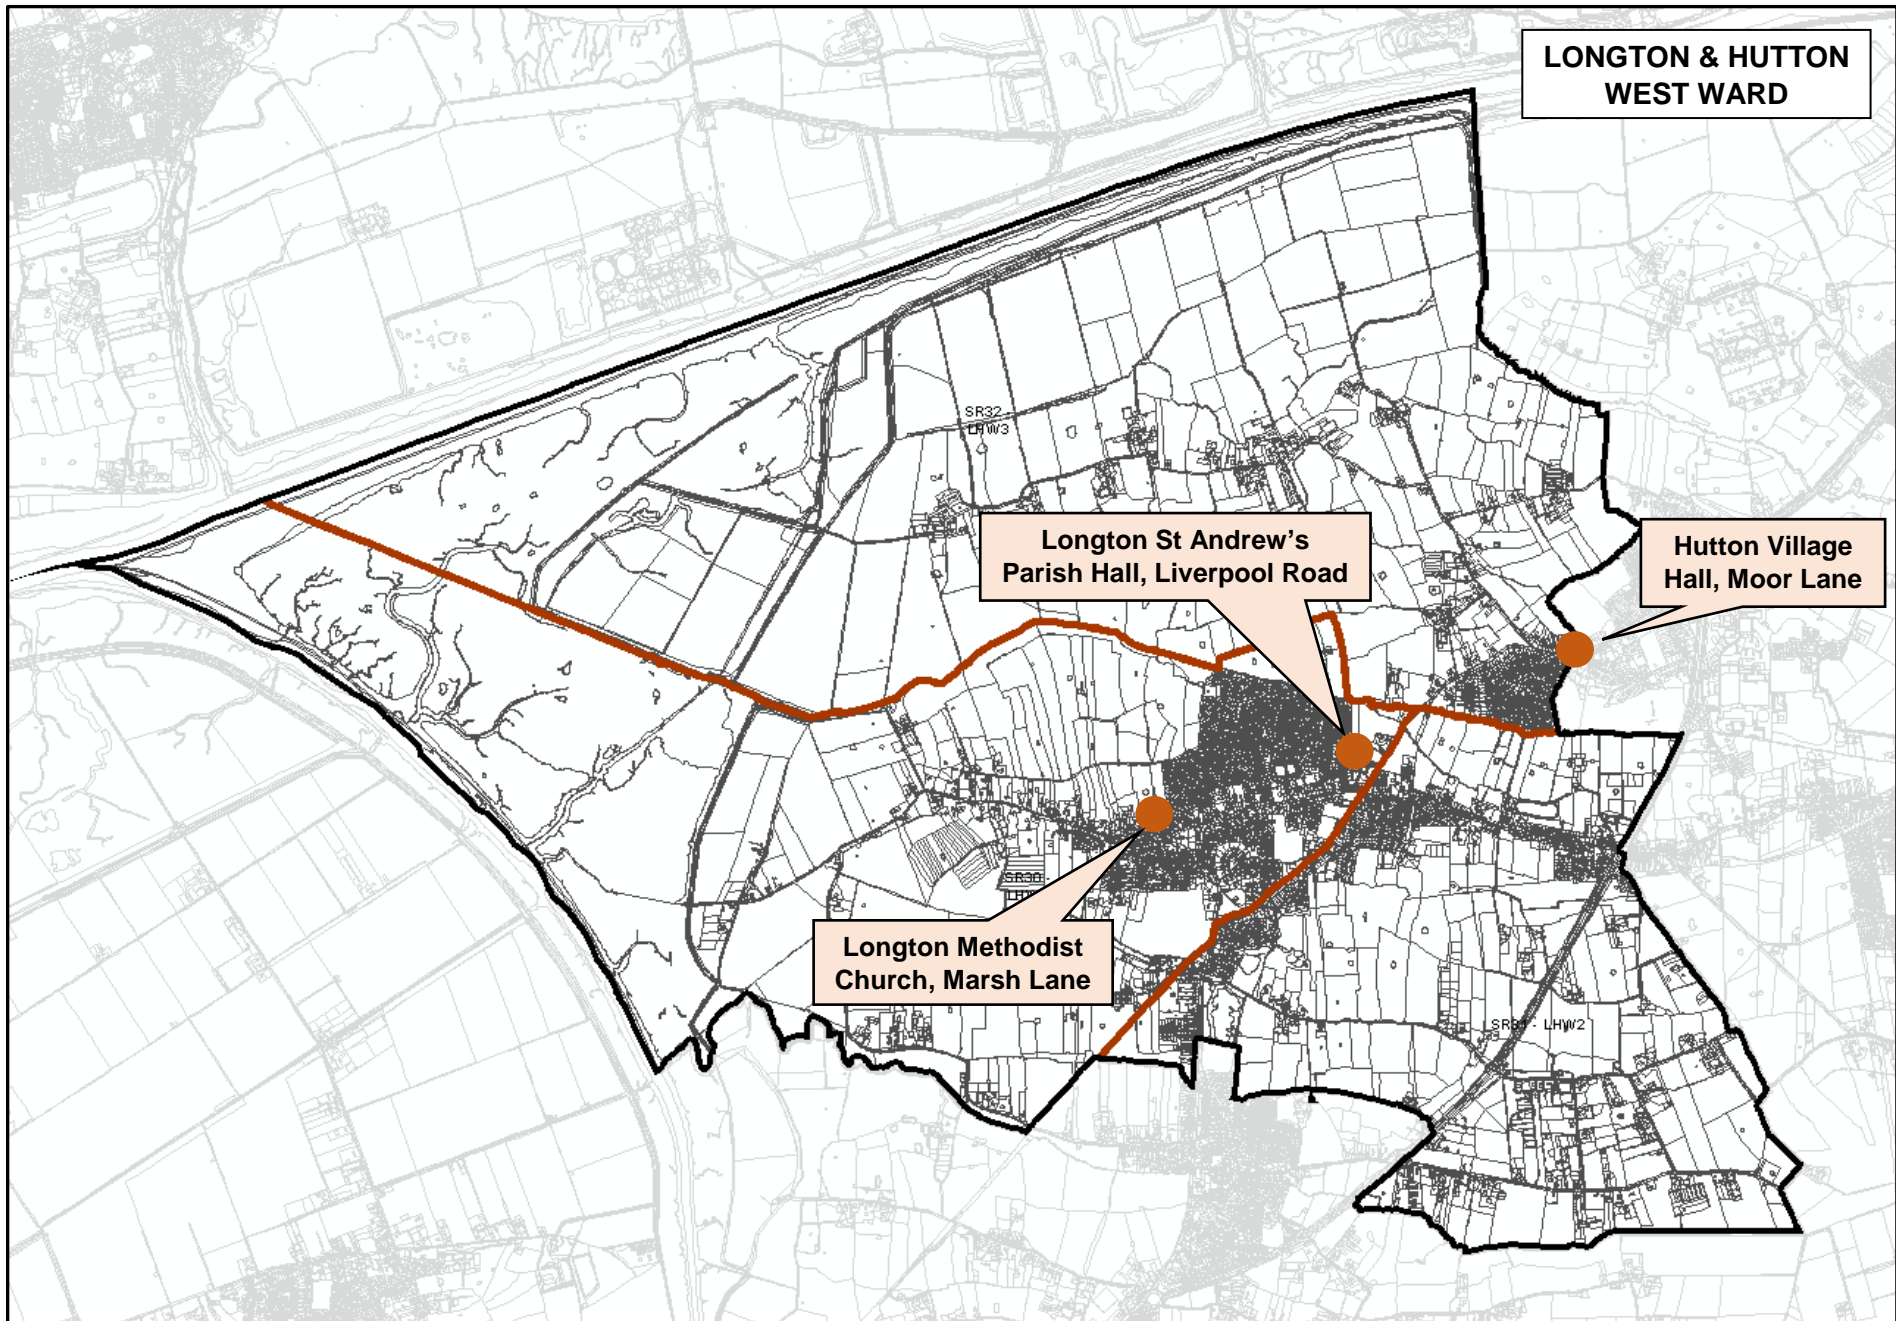 LONGTON & HUTTON
WEST WARD
SR32 -
LHW3
Longton St Andrew’s
Parish Hall, Liverpool Road
Hutton Village
Hall, Moor Lane
SR30 -
Longton Methodist
Church, Marsh Lane
SR31 - LHW2